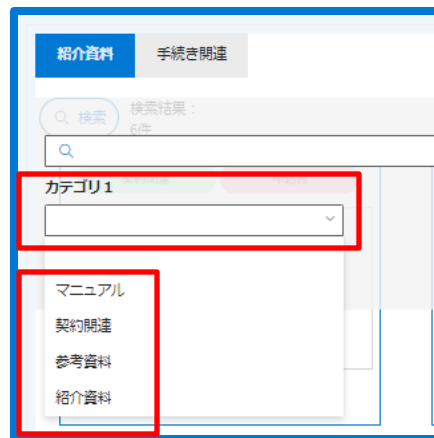 紹介資料 手続き関連
検索 検索結果：
6件
カテゴリ1
マニュアル
契約関連
参考資料
紹介資料